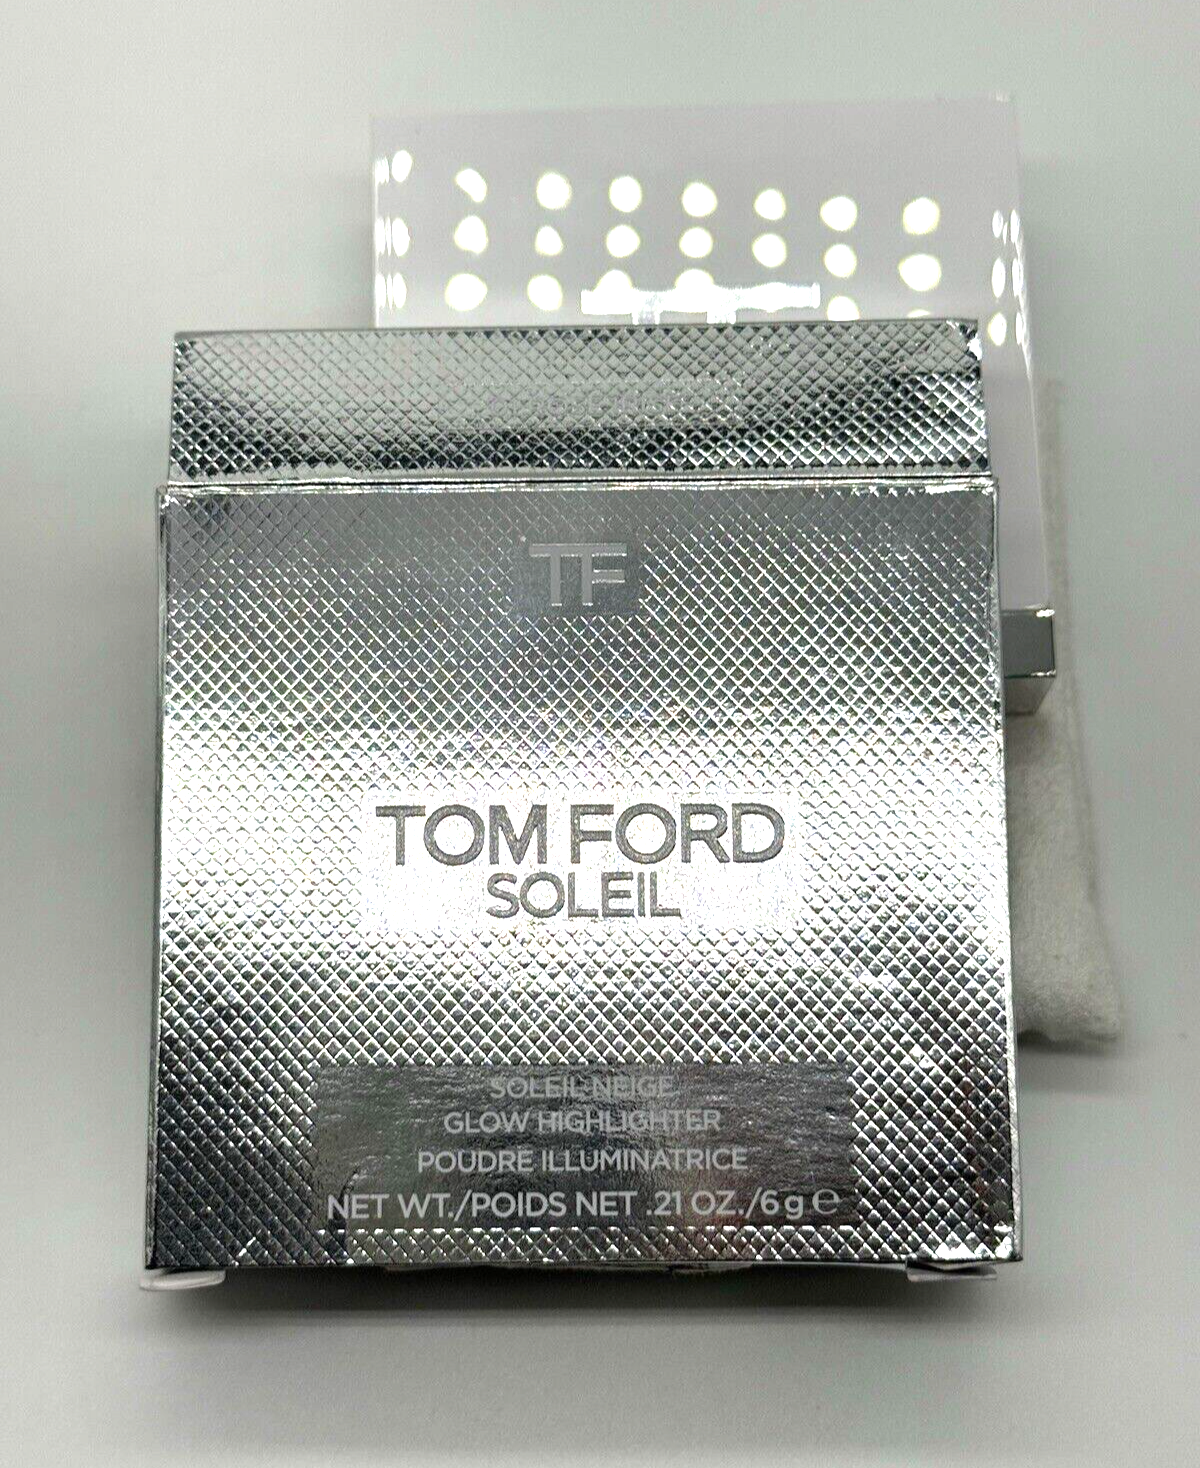 TF
TOM FORD
SOLEIL
SOLEIL NEIGE
GLOW HIGHLIGHTER
POUDRE ILLUMINATRICE
NET WT./POIDS NET .21 OZ./6 g ℮